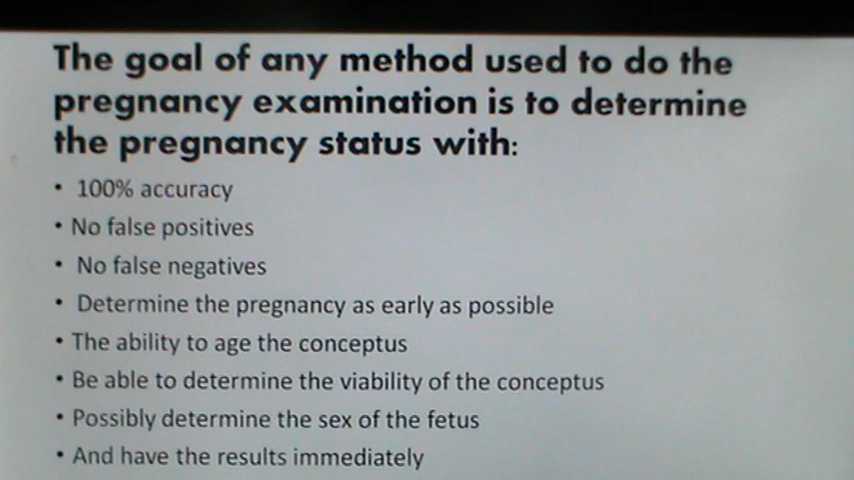 The goal of any method used to do the
pregnancy examination is to determine
the pregnancy status with:
• 100% accuracy
• No false positives
• No false negatives
• Determine the pregnancy as early as possible
• The ability to age the conceptus
• Be able to determine the viability of the conceptus
• Possibly determine the sex of the fetus
• And have the results immediately